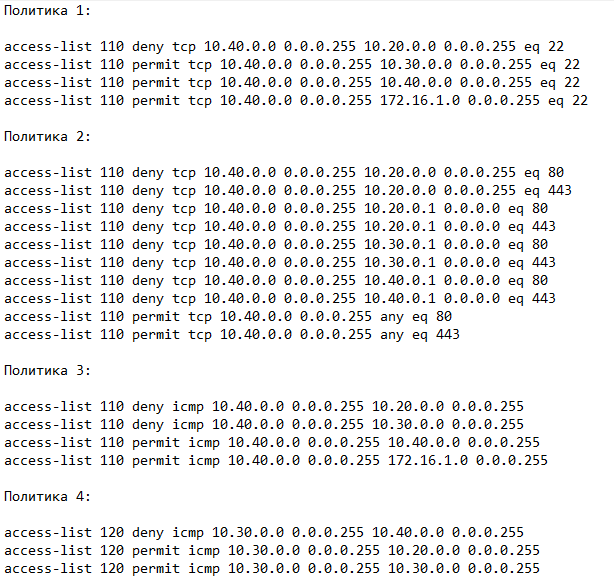 Политика 1:
access-list 110 deny tcp 10.40.0.0 0.0.0.255 10.20.0.0 0.0.0.255 eq 22
access-list 110 permit tcp 10.40.0.0 0.0.0.255 10.30.0.0 0.0.0.255 eq 22
access-list 110 permit tcp 10.40.0.0 0.0.0.255 10.40.0.0 0.0.0.255 eq 22
access-list 110 permit tcp 10.40.0.0 0.0.0.255 172.16.1.0 0.0.0.255 eq 22
Политика 2:
access-list 110 deny tcp 10.40.0.0 0.0.0.255 10.20.0.0 0.0.0.255 eq 80
access-list 110 deny tcp 10.40.0.0 0.0.0.255 10.20.0.0 0.0.0.255 eq 443
access-list 110 deny tcp 10.40.0.0 0.0.0.255 10.20.0.1 0.0.0.0 eq 80
access-list 110 deny tcp 10.40.0.0 0.0.0.255 10.20.0.1 0.0.0.0 eq 443
access-list 110 deny tcp 10.40.0.0 0.0.0.255 10.30.0.1 0.0.0.0 eq 80
access-list 110 deny tcp 10.40.0.0 0.0.0.255 10.30.0.1 0.0.0.0 eq 443
access-list 110 deny tcp 10.40.0.0 0.0.0.255 10.40.0.1 0.0.0.0 eq 80
access-list 110 deny tcp 10.40.0.0 0.0.0.255 10.40.0.1 0.0.0.0 eq 443
access-list 110 permit tcp 10.40.0.0 0.0.0.255 any eq 80
access-list 110 permit tcp 10.40.0.0 0.0.0.255 any eq 443
Политика 3:
access-list 110 deny icmp 10.40.0.0 0.0.0.255 10.20.0.0 0.0.0.255
access-list 110 deny icmp 10.40.0.0 0.0.0.255 10.30.0.0 0.0.0.255
access-list 110 permit icmp 10.40.0.0 0.0.0.255 10.40.0.0 0.0.0.255
access-list 110 permit icmp 10.40.0.0 0.0.0.255 172.16.1.0 0.0.0.255
Политика 4:
access-list 120 deny icmp 10.30.0.0 0.0.0.255 10.40.0.0 0.0.0.255
access-list 120 permit icmp 10.30.0.0 0.0.0.255 10.20.0.0 0.0.0.255
access-list 120 permit icmp 10.30.0.0 0.0.0.255 10.30.0.0 0.0.0.255